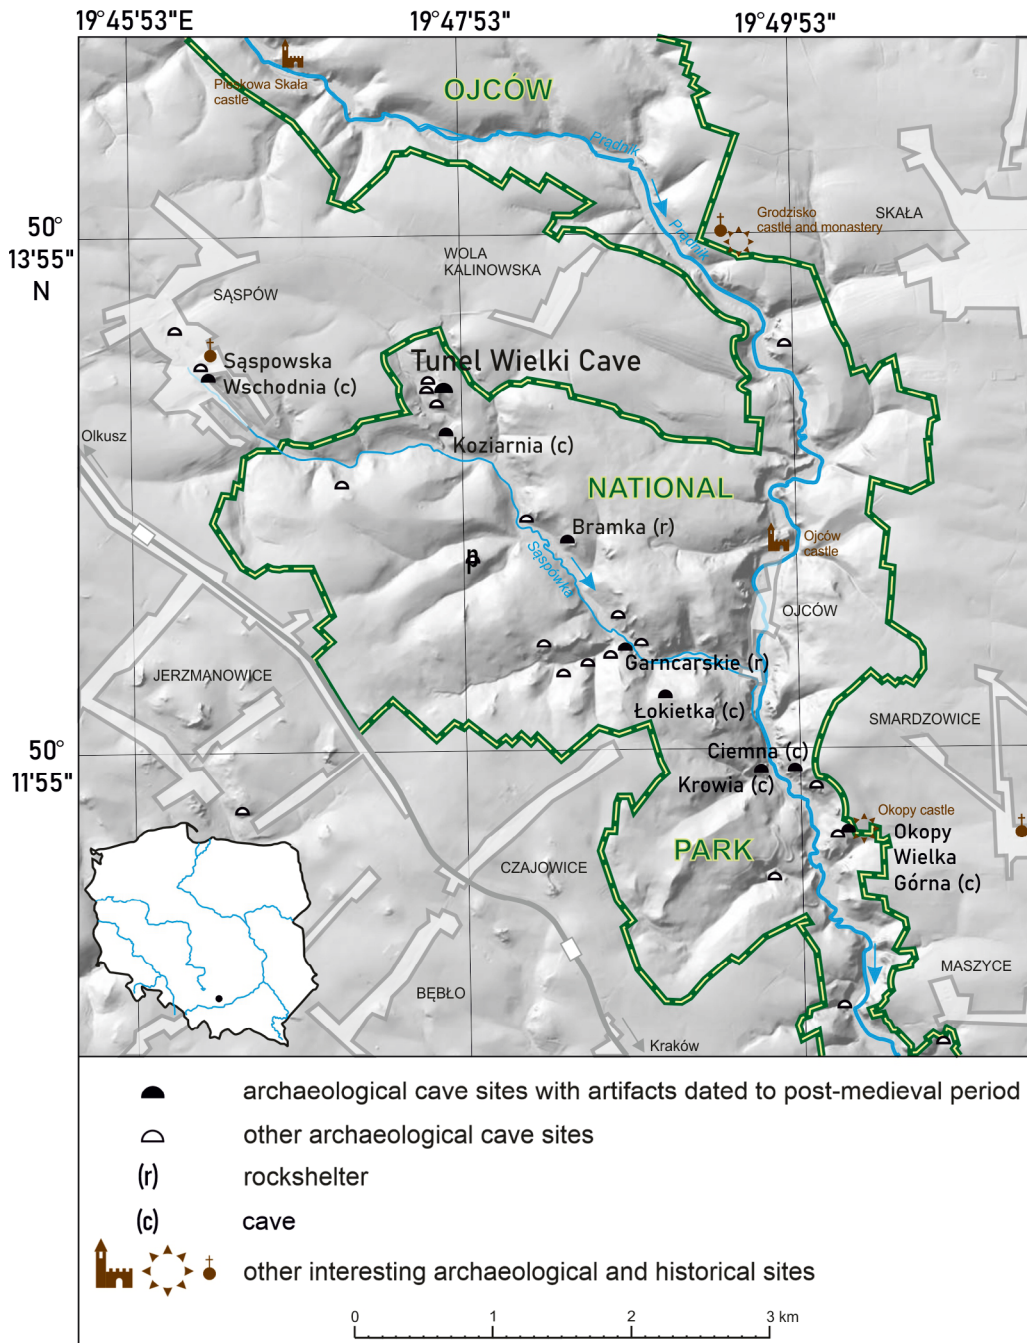 19°45'53"E
19°47'53"
19°49'53"
Pieskowa Skała
castle
OJCÓW
Prądnik
Prądnik
Grodzisko
castle and monastery
SKAŁA
50°
13'55"
N
WOLA
KALINOWSKA
SĄSPÓW
Sąspowska
Wschodnia (c)
Tunel Wielki Cave
Olkusz
Koziarnia (c)
NATIONAL
Bramka (r)
Ojców
castle
Sąspówka
p
p
OJCÓW
JERZMANOWICE
Garncarskie (r)
Łokietka (c)
SMARDZOWICE
50°
11'55"
Ciemna (c)
Krowia (c)
Okopy castle
Okopy
Wielka
Górna (c)
PARK
CZAJOWICE
BĘBŁO
MASZYCE
Kraków
archaeological cave sites with artifacts dated to post-medieval period
other archaeological cave sites
(r) rockshelter
(c) cave
other interesting archaeological and historical sites
0 1 2 3 km